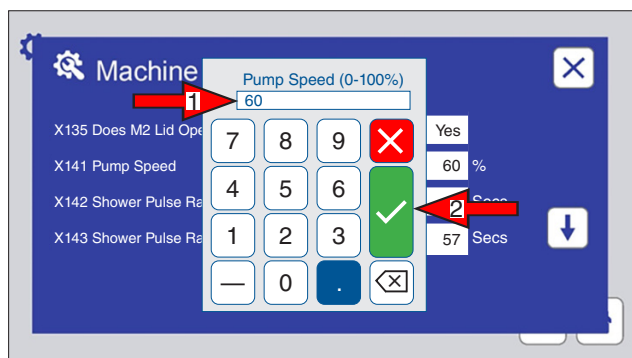 Machine
Pump Speed (0-100%)
1
60
X135 Does M2 Lid Ope
Yes
7 8 9
X141 Pump Speed
60 %
4 5 6
X142 Shower Pulse Ra
2
X143 Shower Pulse Ra
57 Secs
1 2 3
— 0 .